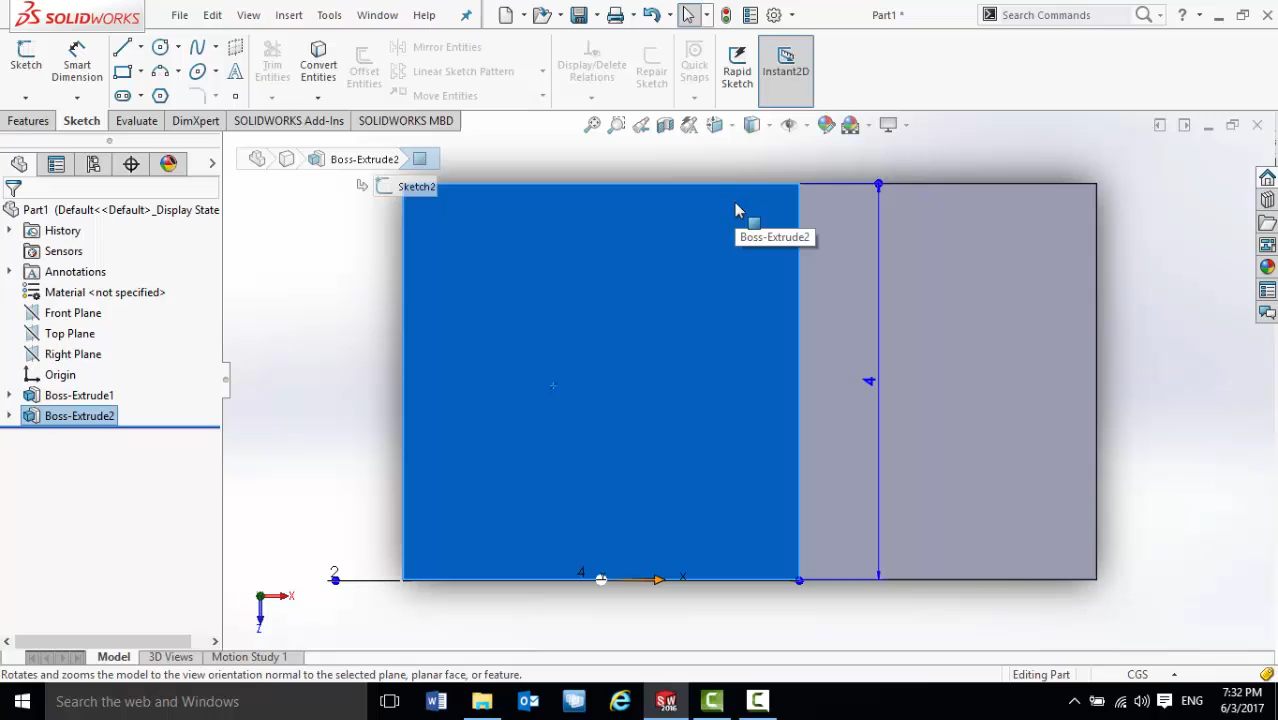 SOLIDWORKS
File Edit View Insert Tools Window Help
Part1 *
Search Commands
Sketch
Smart Dimension
Trim Entities
Convert Entities
Offset Entities
Mirror Entities
Linear Sketch Pattern
Move Entities
Display/Delete Relations
Repair Sketch
Quick Snaps
Rapid Sketch
Instant2D
Features Sketch Evaluate DimXpert SOLIDWORKS Add-Ins SOLIDWORKS MBD
Boss-Extrude2
Sketch2
Boss-Extrude2
Part1 (Default<<Default>_Display State
History
Sensors
Annotations
Material <not specified>
Front Plane
Top Plane
Right Plane
Origin
Boss-Extrude1
Boss-Extrude2
4
2
4
x
X
Z
Model 3D Views Motion Study 1
Rotates and zooms the model to the view orientation normal to the selected plane, planar face, or feature.
Editing Part
CGS
Search the web and Windows
ENG
7:32 PM
6/3/2017